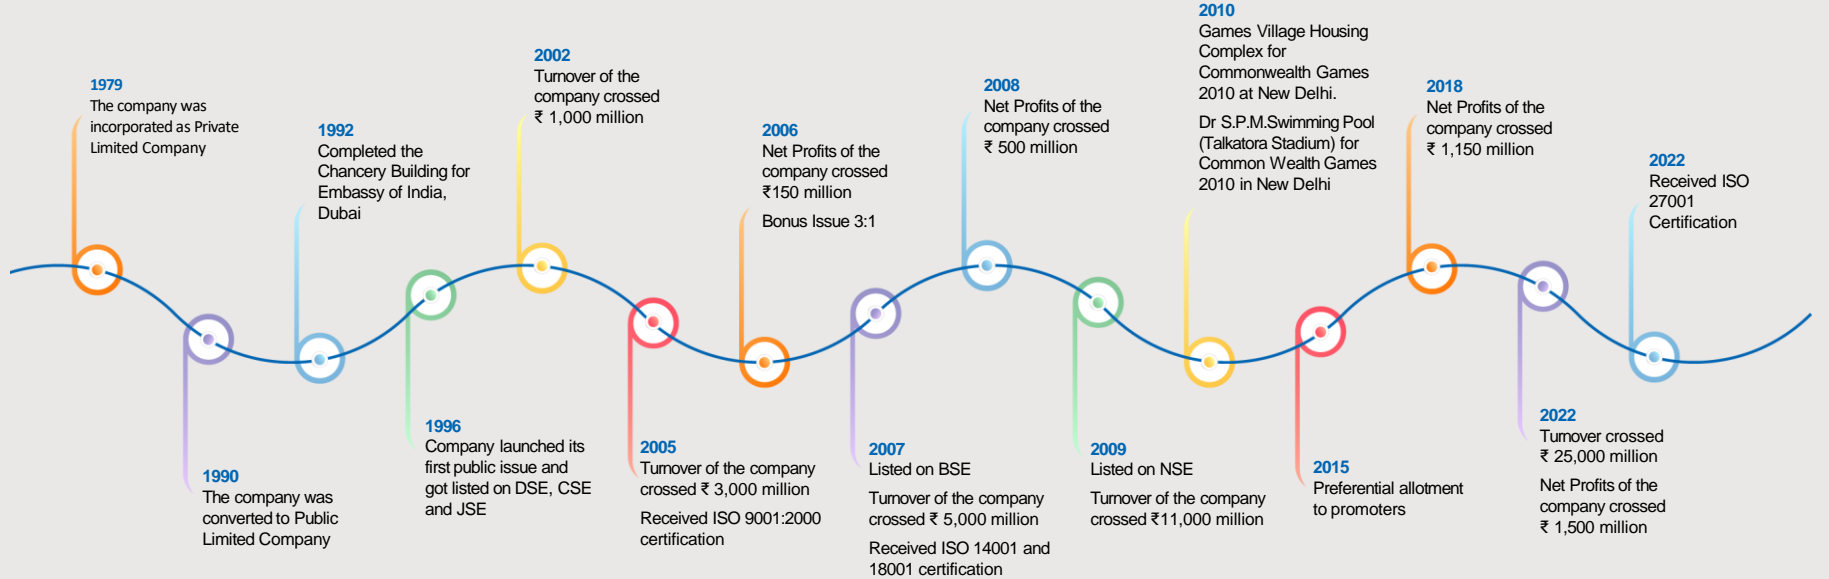 1979
The company was
incorporated as Private
Limited Company
1990
The company was
converted to Public
Limited Company
1992
Completed the
Chancery Building for
Embassy of India,
Dubai
1996
Company launched its
first public issue and
got listed on DSE, CSE
and JSE
2002
Turnover of the
company crossed
₹ 1,000 million
2005
Turnover of the company
crossed ₹ 3,000 million
Received ISO 9001:2000
certification
2006
Net Profits of the
company crossed
₹150 million
Bonus Issue 3:1
2007
Listed on BSE
Turnover of the company
crossed ₹ 5,000 million
Received ISO 14001 and
18001 certification
2008
Net Profits of the
company crossed
₹ 500 million
2009
Listed on NSE
Turnover of the company
crossed ₹11,000 million
2010
Games Village Housing
Complex for
Commonwealth Games
2010 at New Delhi.
Dr S.P.M.Swimming Pool
(Talkatora Stadium) for
Common Wealth Games
2010 in New Delhi
2015
Preferential allotment
to promoters
2018
Net Profits of the
company crossed
₹ 1,150 million
2022
Turnover crossed
₹ 25,000 million
Net Profits of the
company crossed
₹ 1,500 million
2022
Received ISO
27001
Certification